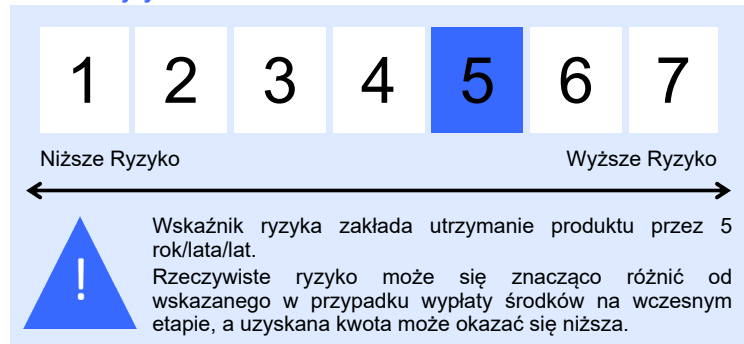 1 2 3 4 5 6 7
Niższe Ryzyko Wyższe Ryzyko
!
Wskaźnik ryzyka zakłada utrzymanie produktu przez 5
rok/lata/lat.
Rzeczywiste ryzyko może się znacząco różnić od
wskazanego w przypadku wypłaty środków na wczesnym
etapie, a uzyskana kwota może okazać się niższa.